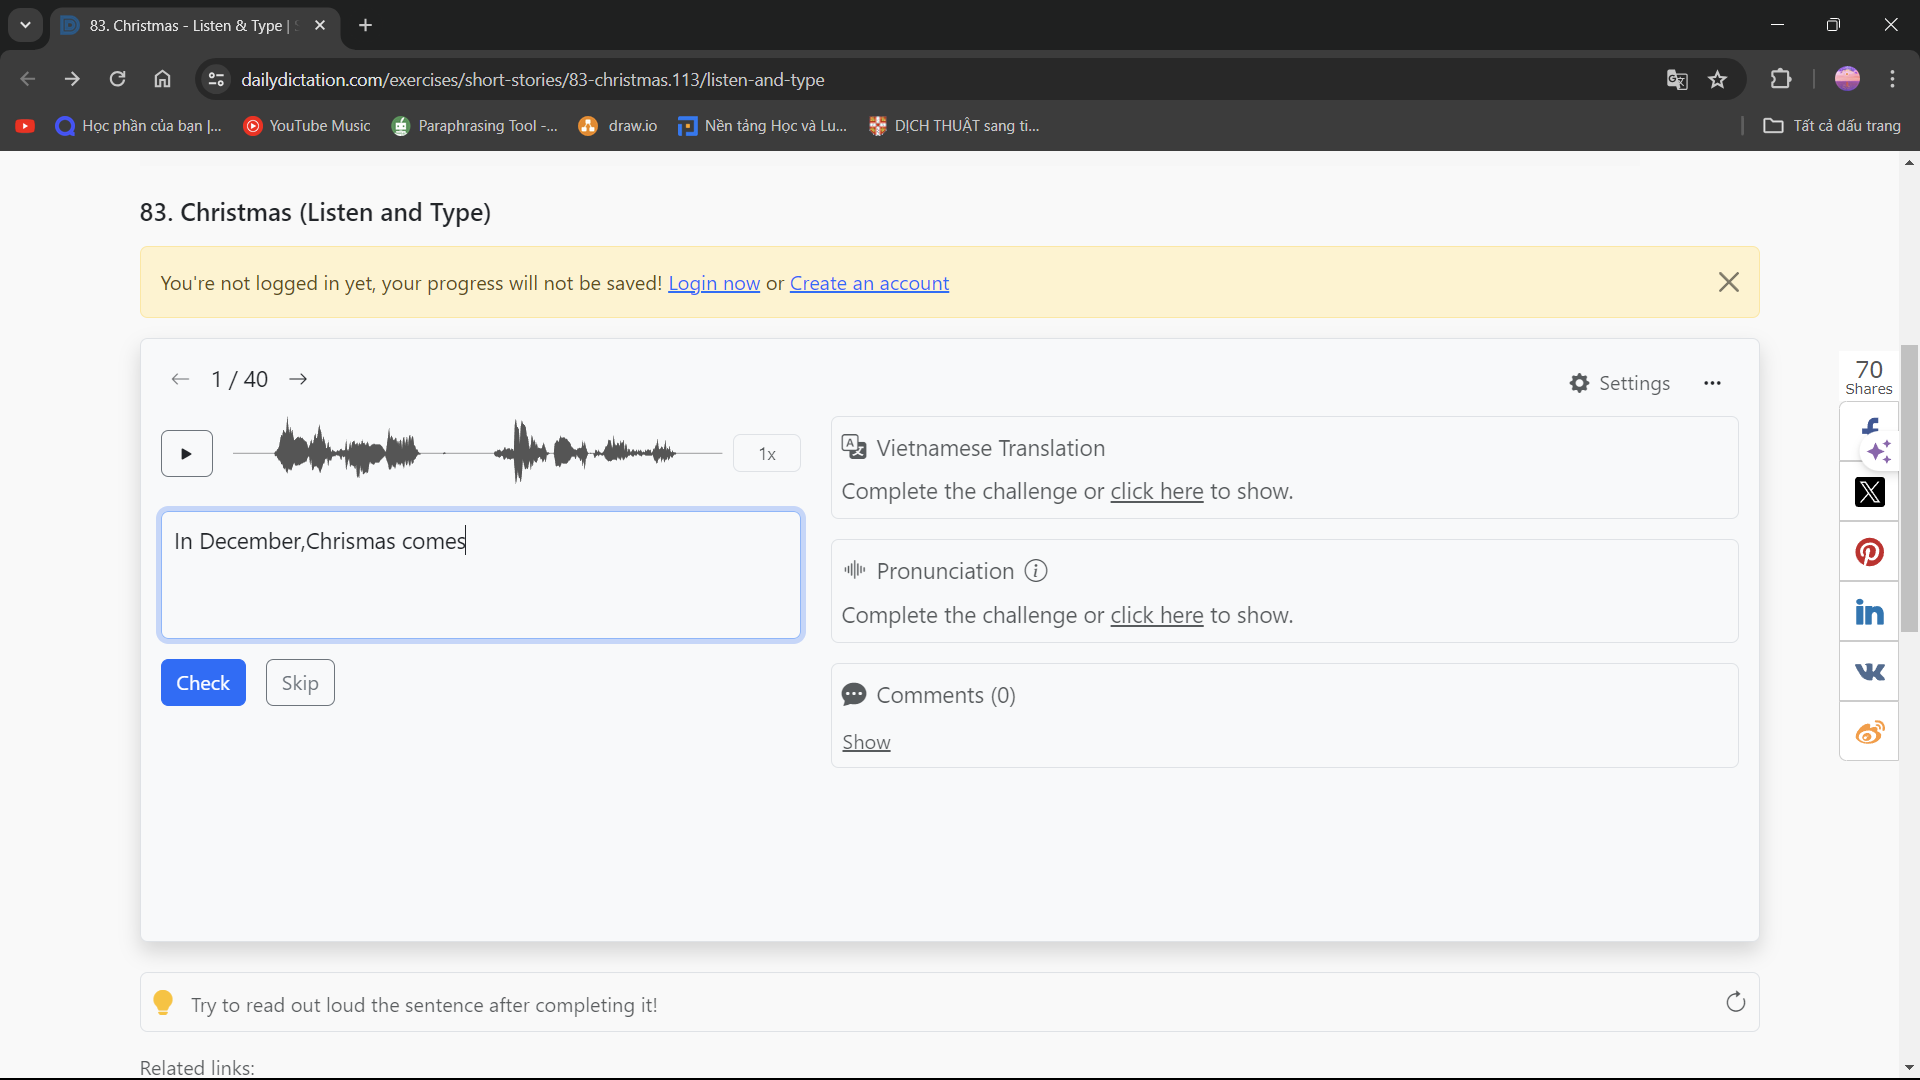 83. Christmas - Listen & Type |
dailydictation.com/exercises/short-stories/83-christmas.113/listen-and-type
Học phần của bạn |...
YouTube Music
Paraphrasing Tool -...
draw.io
Nền tảng Học và Lu...
DỊCH THUẬT sang ti...
Tất cả dấu trang
83. Christmas (Listen and Type)
You're not logged in yet, your progress will not be saved! Login now or Create an account
1 / 40
Settings
1x
In December,Chrismas comes
Check
Skip
Vietnamese Translation
Complete the challenge or click here to show.
Pronunciation
Complete the challenge or click here to show.
Comments (0)
Show
70
Shares
Try to read out loud the sentence after completing it!
Related links: